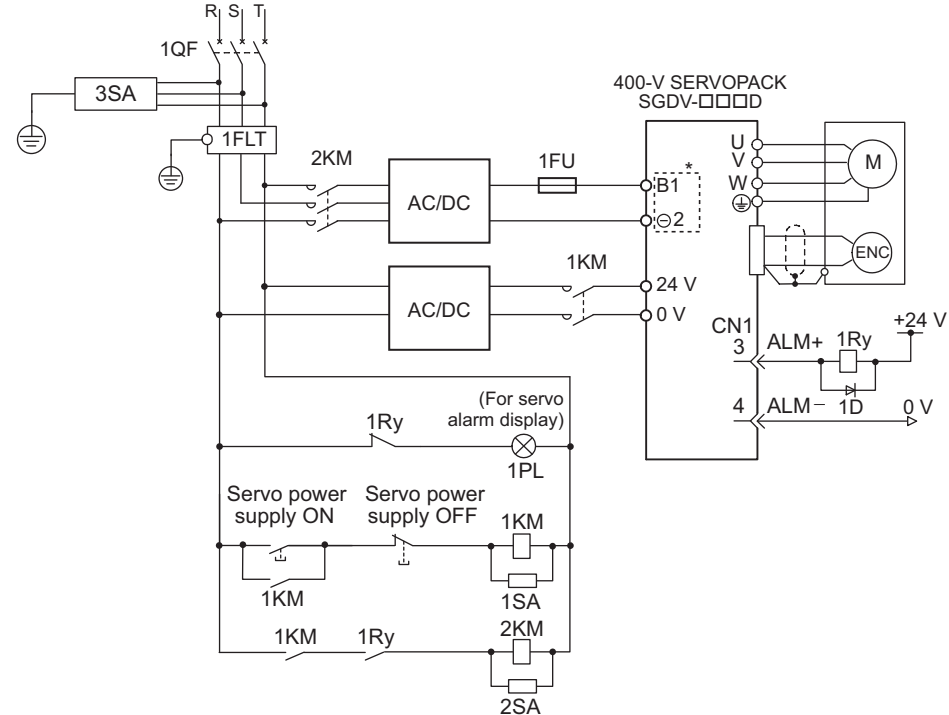 R S T
1QF
3SA
1FLT
2KM
AC/DC
1FU
400-V SERVOPACK
SGDV-□□□D
B1
*
⊖2
U
V
W
M
ENC
AC/DC
1KM
24 V
0 V
CN1
3
ALM+
1Ry
+24 V
1D
4
ALM−
0 V
(For servo
alarm display)
1Ry
1PL
Servo power
supply ON
Servo power
supply OFF
1KM
1KM
1SA
1KM
1Ry
2KM
2SA